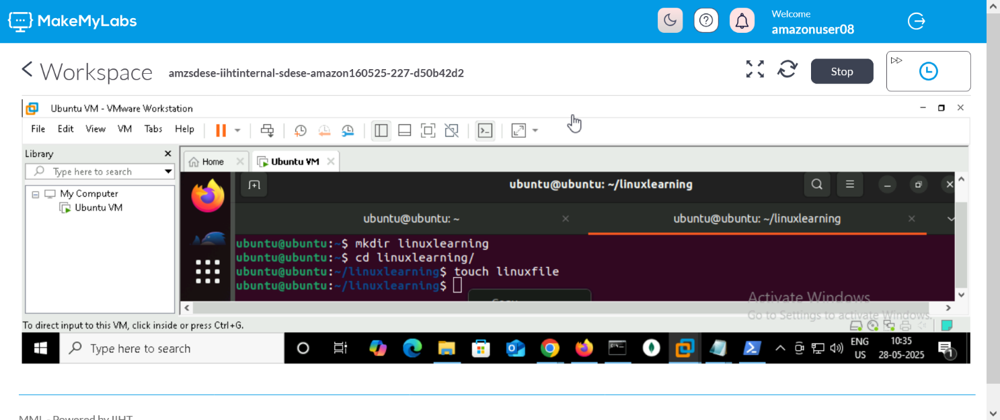 MakeMyLabs
Welcome
amazonuser08
Workspace
amzsdese-iihtinternal-sdese-amazon160525-227-d50b42d2
Stop
Ubuntu VM - VMware Workstation
File Edit View VM Tabs Help
Library
Type here to search
My Computer
Ubuntu VM
Home
Ubuntu VM
ubuntu@ubuntu: ~/linuxlearning
ubuntu@ubuntu: ~
ubuntu@ubuntu: ~/linuxlearning
ubuntu@ubuntu:~$ mkdir linuxlearning
ubuntu@ubuntu:~$ cd linuxlearning/
ubuntu@ubuntu:~/linuxlearning$ touch linuxfile
ubuntu@ubuntu:~/linuxlearning$
Activate Windows
Go to Settings to activate Windows.
To direct input to this VM, click inside or press Ctrl+G.
Type here to search
ENG
US
10:35
28-05-2025
1
MML - Powered by IIHT